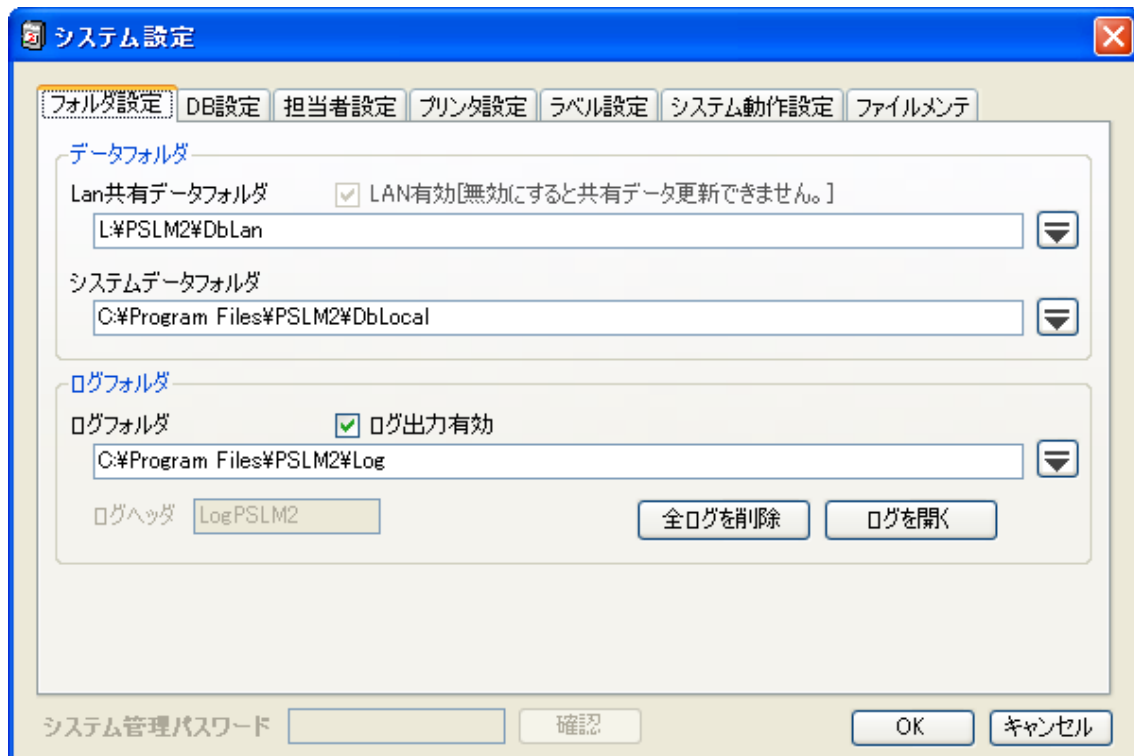 システム設定
フォルダ設定 DB設定 担当者設定 プリンタ設定 ラベル設定 システム動作設定 ファイルメンテ
データフォルダ
Lan共有データフォルダ LAN有効[無効にすると共有データ更新できません。]
L:¥PSLM2¥DbLan
システムデータフォルダ
C:¥Program Files¥PSLM2¥DbLocal
ログフォルダ
ログフォルダ ログ出力有効
C:¥Program Files¥PSLM2¥Log
ログヘッダ LogPSLM2 全ログを削除 ログを開く
システム管理パスワード 確認 OK キャンセル